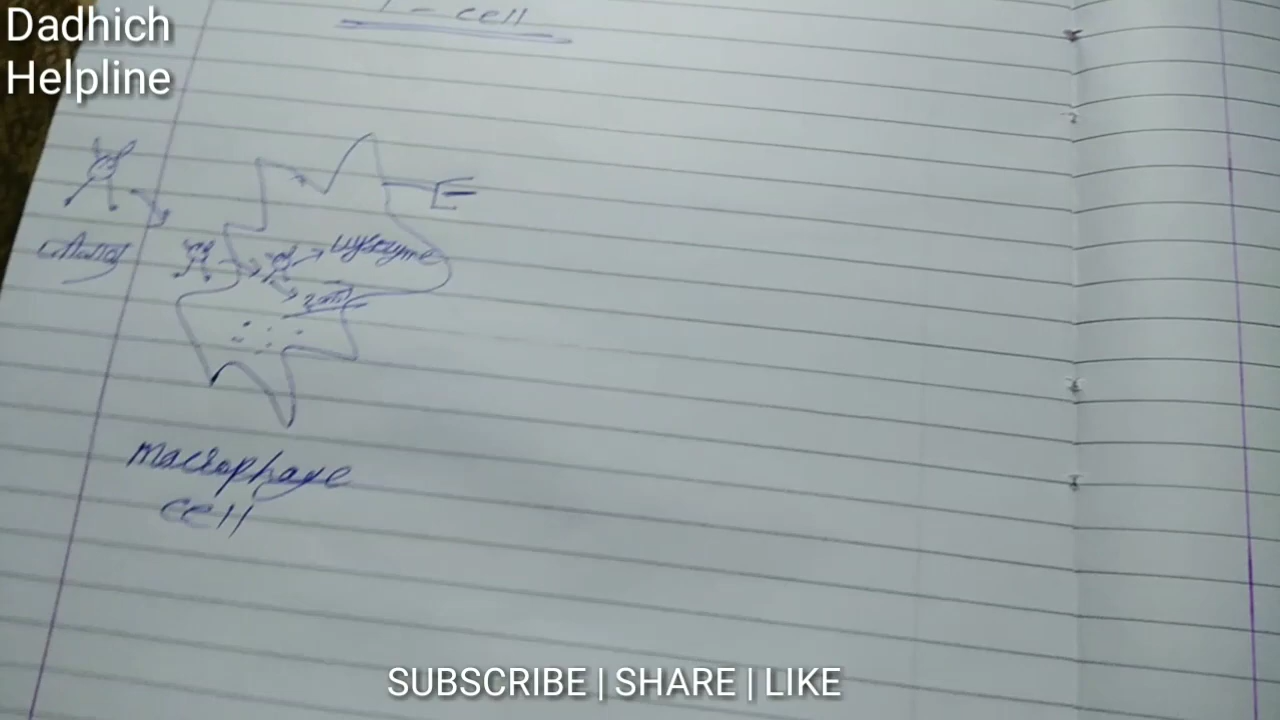 Dadhich
Helpline
T - cell
Lysozyme
macrophage
cell
SUBSCRIBE | SHARE | LIKE